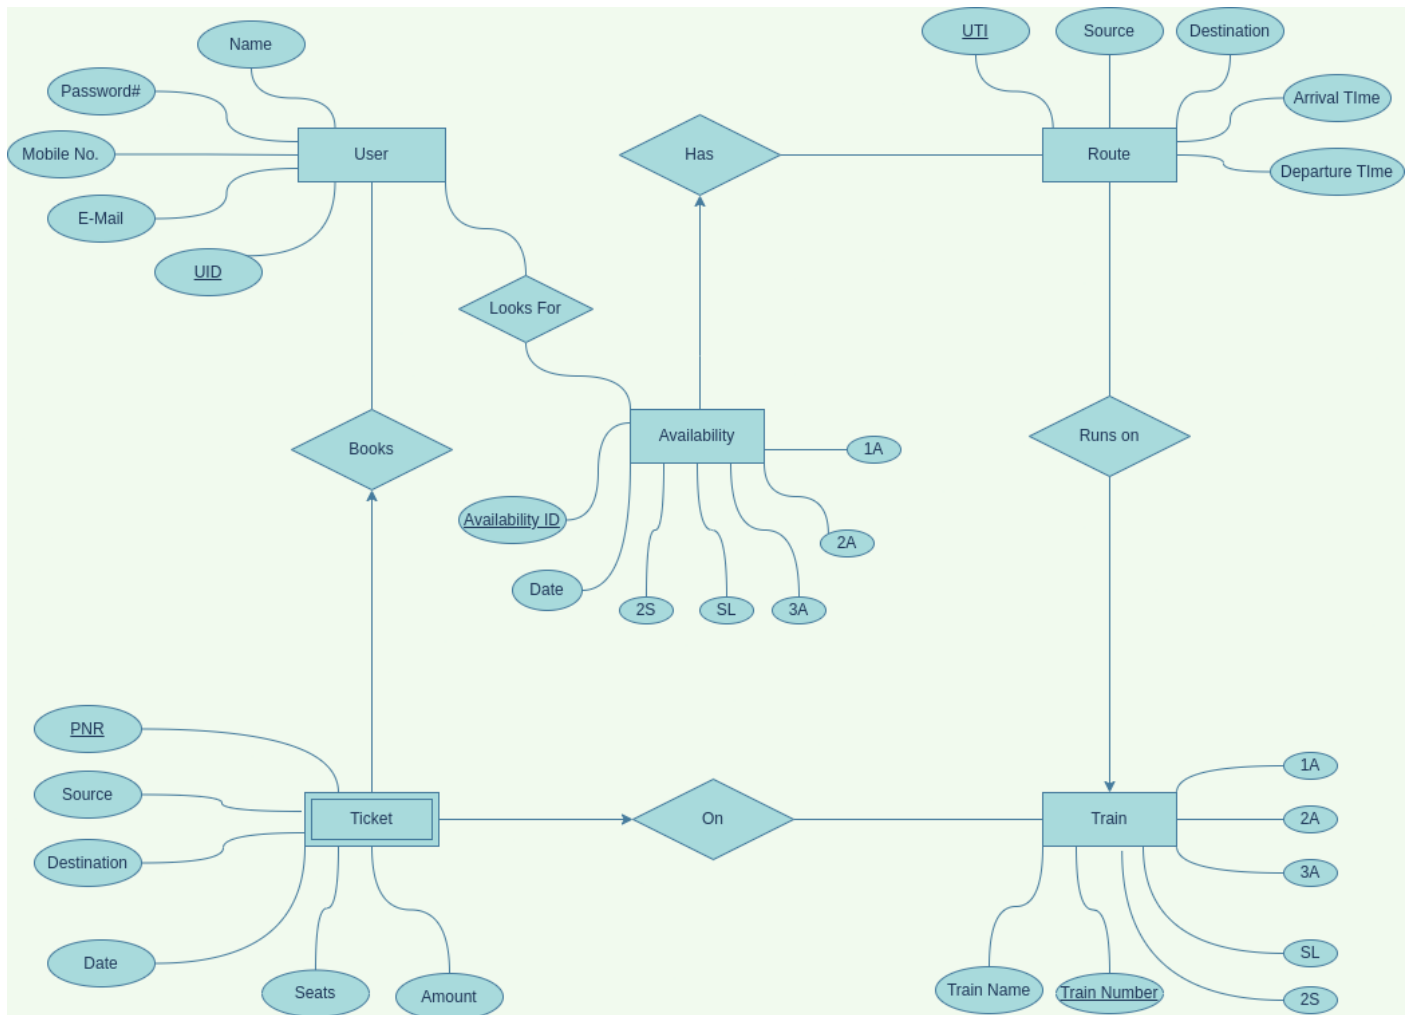 Name
Password#
Mobile No.
E-Mail
UID
User
Has
UTI
Source
Destination
Arrival TIme
Departure TIme
Route
Looks For
Books
Availability
Runs on
1A
2A
Availability ID
Date
2S
SL
3A
PNR
Source
Destination
Date
Ticket
Seats
Amount
On
Train
1A
2A
3A
SL
2S
Train Name
Train Number